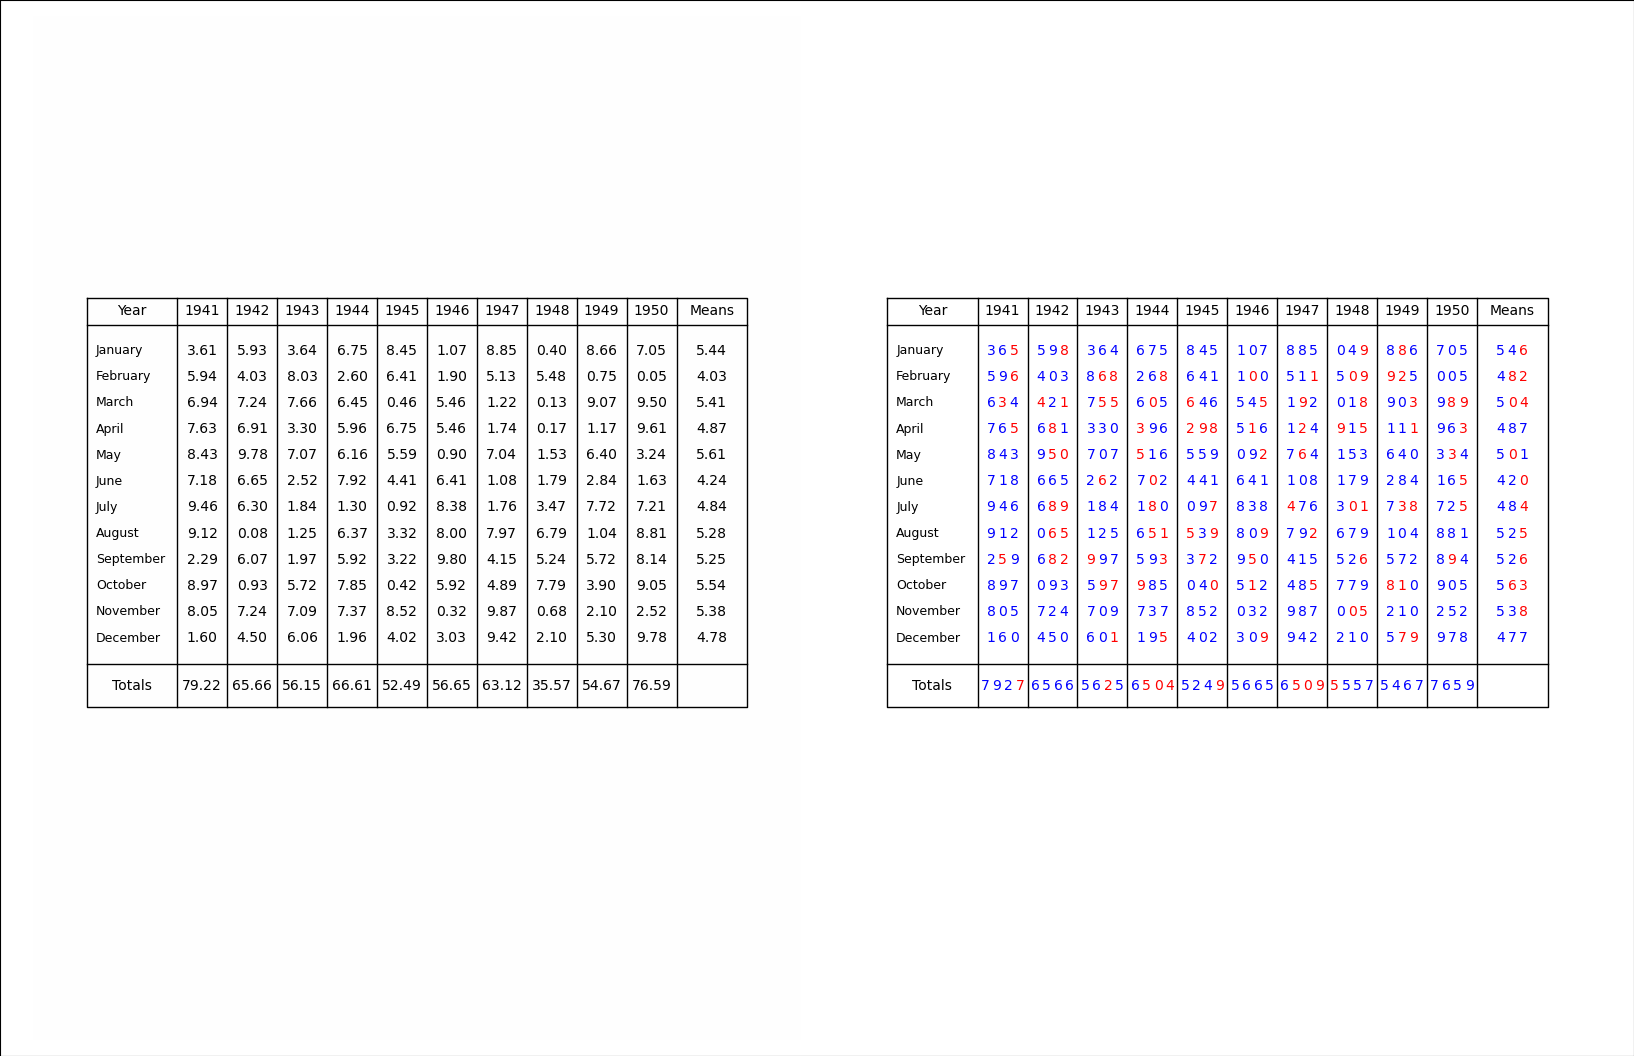 Year 1941 1942 1943 1944 1945 1946 1947 1948 1949 1950 Means
January 3.61 5.93 3.64 6.75 8.45 1.07 8.85 0.40 8.66 7.05 5.44
February 5.94 4.03 8.03 2.60 6.41 1.90 5.13 5.48 0.75 0.05 4.03
March 6.94 7.24 7.66 6.45 0.46 5.46 1.22 0.13 9.07 9.50 5.41
April 7.63 6.91 3.30 5.96 6.75 5.46 1.74 0.17 1.17 9.61 4.87
May 8.43 9.78 7.07 6.16 5.59 0.90 7.04 1.53 6.40 3.24 5.61
June 7.18 6.65 2.52 7.92 4.41 6.41 1.08 1.79 2.84 1.63 4.24
July 9.46 6.30 1.84 1.30 0.92 8.38 1.76 3.47 7.72 7.21 4.84
August 9.12 0.08 1.25 6.37 3.32 8.00 7.97 6.79 1.04 8.81 5.28
September 2.29 6.07 1.97 5.92 3.22 9.80 4.15 5.24 5.72 8.14 5.25
October 8.97 0.93 5.72 7.85 0.42 5.92 4.89 7.79 3.90 9.05 5.54
November 8.05 7.24 7.09 7.37 8.52 0.32 9.87 0.68 2.10 2.52 5.38
December 1.60 4.50 6.06 1.96 4.02 3.03 9.42 2.10 5.30 9.78 4.78
Totals 79.22 65.66 56.15 66.61 52.49 56.65 63.12 35.57 54.67 76.59
Year 1941 1942 1943 1944 1945 1946 1947 1948 1949 1950 Means
January 365 598 364 675 845 107 885 049 886 705 546
February 596 403 868 268 641 100 511 509 925 005 482
March 634 421 755 605 646 545 192 018 903 989 504
April 765 681 330 396 298 516 124 915 111 963 487
May 843 950 707 516 559 092 764 153 640 334 501
June 718 665 262 702 441 641 108 179 284 165 420
July 946 689 184 180 097 838 476 301 738 725 484
August 912 065 125 651 539 809 792 679 104 881 525
September 259 682 997 593 372 950 415 526 572 894 526
October 897 093 597 985 040 512 485 779 810 905 563
November 805 724 709 737 852 032 987 005 210 252 538
December 160 450 601 195 402 309 942 210 579 978 477
Totals 7927 6566 5625 6504 5249 5665 6509 5557 5467 7659